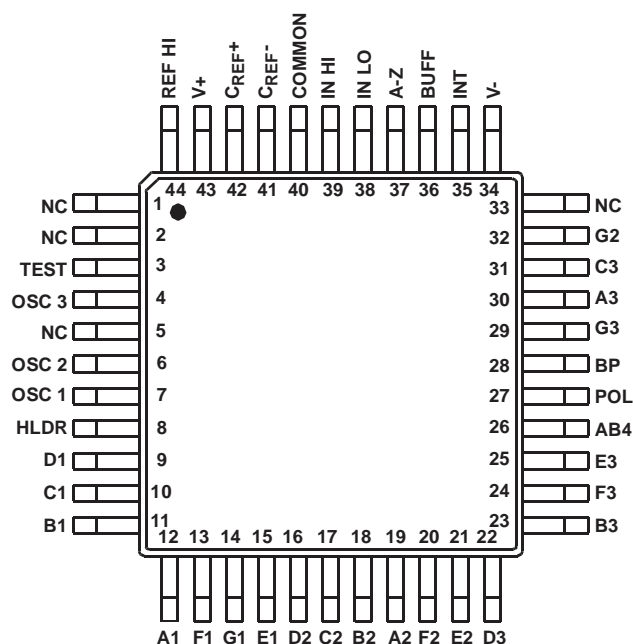 REF HI
V+
CREF+
CREF-
COMMON
IN HI
IN LO
A-Z
BUFF
INT
V-
44 43 42 41 40 39 38 37 36 35 34
NC 1 33 NC
NC 2 32 G2
TEST 3 31 C3
OSC 3 4 30 A3
NC 5 29 G3
OSC 2 6 28 BP
OSC 1 7 27 POL
HLDR 8 26 AB4
D1 9 25 E3
C1 10 24 F3
B1 11 23 B3
12 13 14 15 16 17 18 19 20 21 22
A1 F1 G1 E1 D2 C2 B2 A2 F2 E2 D3